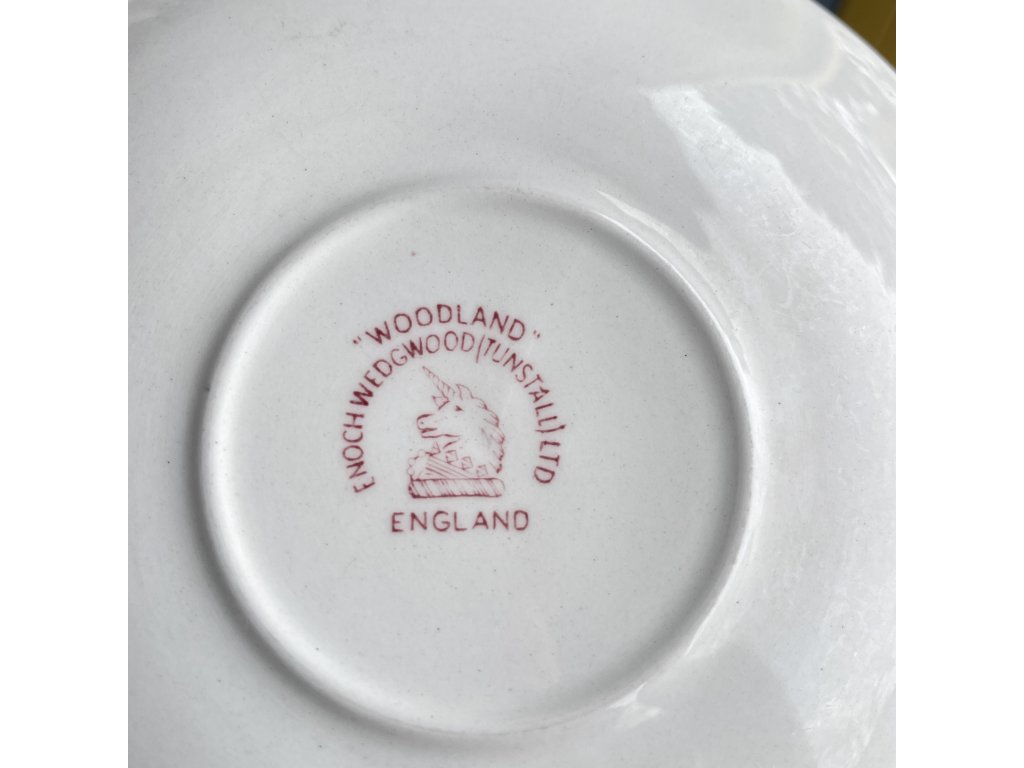 "WOODLAND"
ENOCH WEDGWOOD (TUNSTALL) LTD
ENGLAND